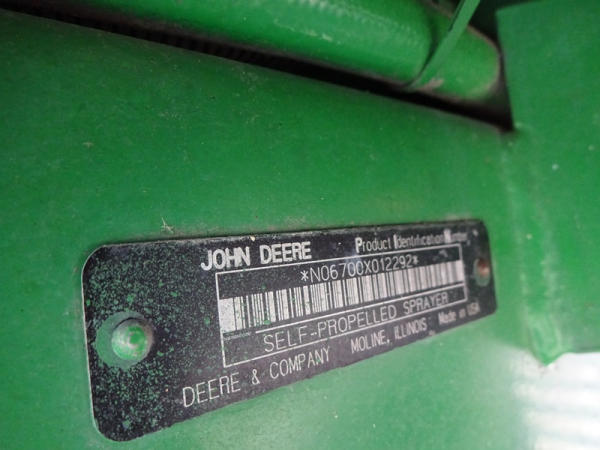 JOHN DEERE Product Identification Number
*N06700X012292*
SELF-PROPELLED SPRAYER
DEERE & COMPANY MOLINE, ILLINOIS Made in USA